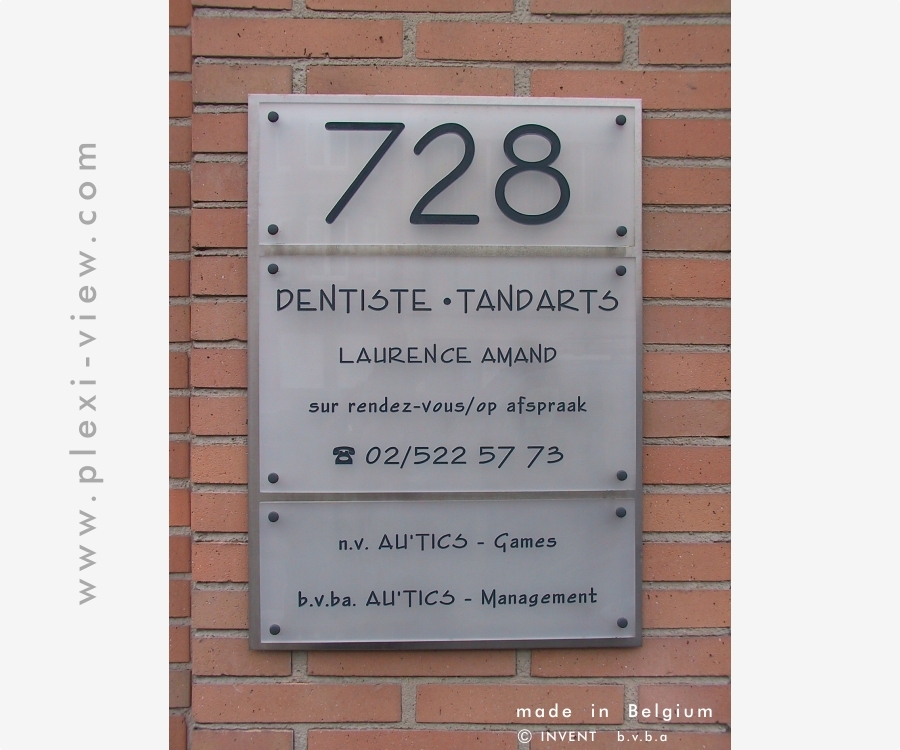 www.plexi-view.com
728
DENTISTE • TANDARTS
LAURENCE AMAND
sur rendez-vous/op afspraak
☎ 02/522 57 73
n.v. AU'TICS - Games
b.v.ba. AU'TICS - Management
made in Belgium
© INVENT b.v.b.a